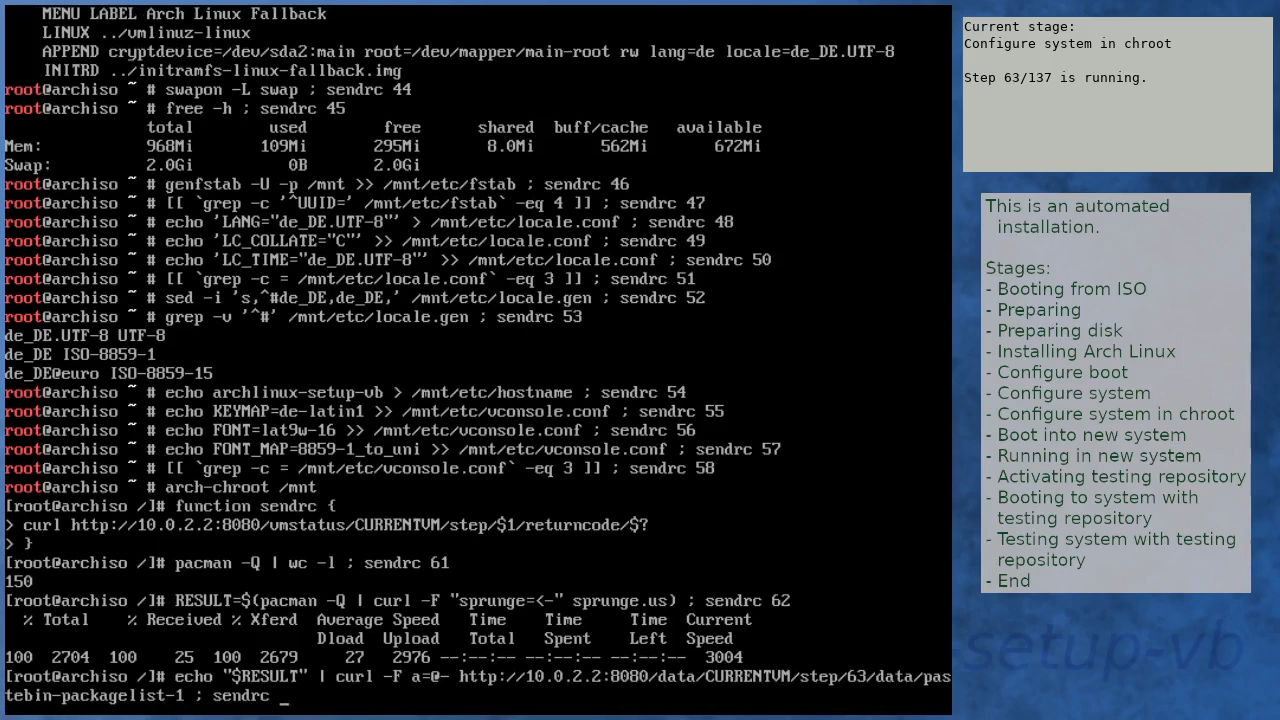 MENU LABEL Arch Linux Fallback
LINUX ../vmlinuz-linux
APPEND cryptdevice=/dev/sda2:main root=/dev/mapper/main-root rw lang=de locale=de_DE.UTF-8
INITRD ../initramfs-linux-fallback.img
root@archiso ~ # swapon -L swap ; sendrc 44
root@archiso ~ # free -h ; sendrc 45
total used free shared buff/cache available
Mem: 968Mi 109Mi 295Mi 8.0Mi 562Mi 672Mi
Swap: 2.0Gi 0B 2.0Gi
root@archiso ~ # genfstab -U -p /mnt >> /mnt/etc/fstab ; sendrc 46
root@archiso ~ # [[ `grep -c '^UUID=' /mnt/etc/fstab` -eq 4 ]] ; sendrc 47
root@archiso ~ # echo 'LANG="de_DE.UTF-8"' > /mnt/etc/locale.conf ; sendrc 48
root@archiso ~ # echo 'LC_COLLATE="C"' >> /mnt/etc/locale.conf ; sendrc 49
root@archiso ~ # echo 'LC_TIME="de_DE.UTF-8"' >> /mnt/etc/locale.conf ; sendrc 50
root@archiso ~ # [[ `grep -c = /mnt/etc/locale.conf` -eq 3 ]] ; sendrc 51
root@archiso ~ # sed -i 's,^#de_DE,de_DE,' /mnt/etc/locale.gen ; sendrc 52
root@archiso ~ # grep -v '^#' /mnt/etc/locale.gen ; sendrc 53
de_DE.UTF-8 UTF-8
de_DE ISO-8859-1
de_DE@euro ISO-8859-15
root@archiso ~ # echo archlinux-setup-vb > /mnt/etc/hostname ; sendrc 54
root@archiso ~ # echo KEYMAP=de-latin1 >> /mnt/etc/vconsole.conf ; sendrc 55
root@archiso ~ # echo FONT=lat9w-16 >> /mnt/etc/vconsole.conf ; sendrc 56
root@archiso ~ # echo FONT_MAP=8859-1_to_uni >> /mnt/etc/vconsole.conf ; sendrc 57
root@archiso ~ # [[ `grep -c = /mnt/etc/vconsole.conf` -eq 3 ]] ; sendrc 58
root@archiso ~ # arch-chroot /mnt
[root@archiso /]# function sendrc {
> curl http://10.0.2.2:8080/vmstatus/CURRENTVM/step/$1/returncode/$?
> }
[root@archiso /]# pacman -Q | wc -l ; sendrc 61
150
[root@archiso /]# RESULT=$(pacman -Q | curl -F "sprunge=<-" sprunge.us) ; sendrc 62
% Total % Received % Xferd Average Speed Time Time Time Current
Dload Upload Total Spent Left Speed
100 2704 100 25 100 2679 27 2976 --:--:-- --:--:-- --:--:-- 3004
[root@archiso /]# echo "$RESULT" | curl -F a=@- http://10.0.2.2:8080/data/CURRENTVM/step/63/data/pas
tebin-packagelist-1 ; sendrc _
Current stage:
Configure system in chroot
Step 63/137 is running.
This is an automated
installation.
Stages:
- Booting from ISO
- Preparing
- Preparing disk
- Installing Arch Linux
- Configure boot
- Configure system
- Configure system in chroot
- Boot into new system
- Running in new system
- Activating testing repository
- Booting to system with
testing repository
- Testing system with testing
repository
- End
-setup-vb